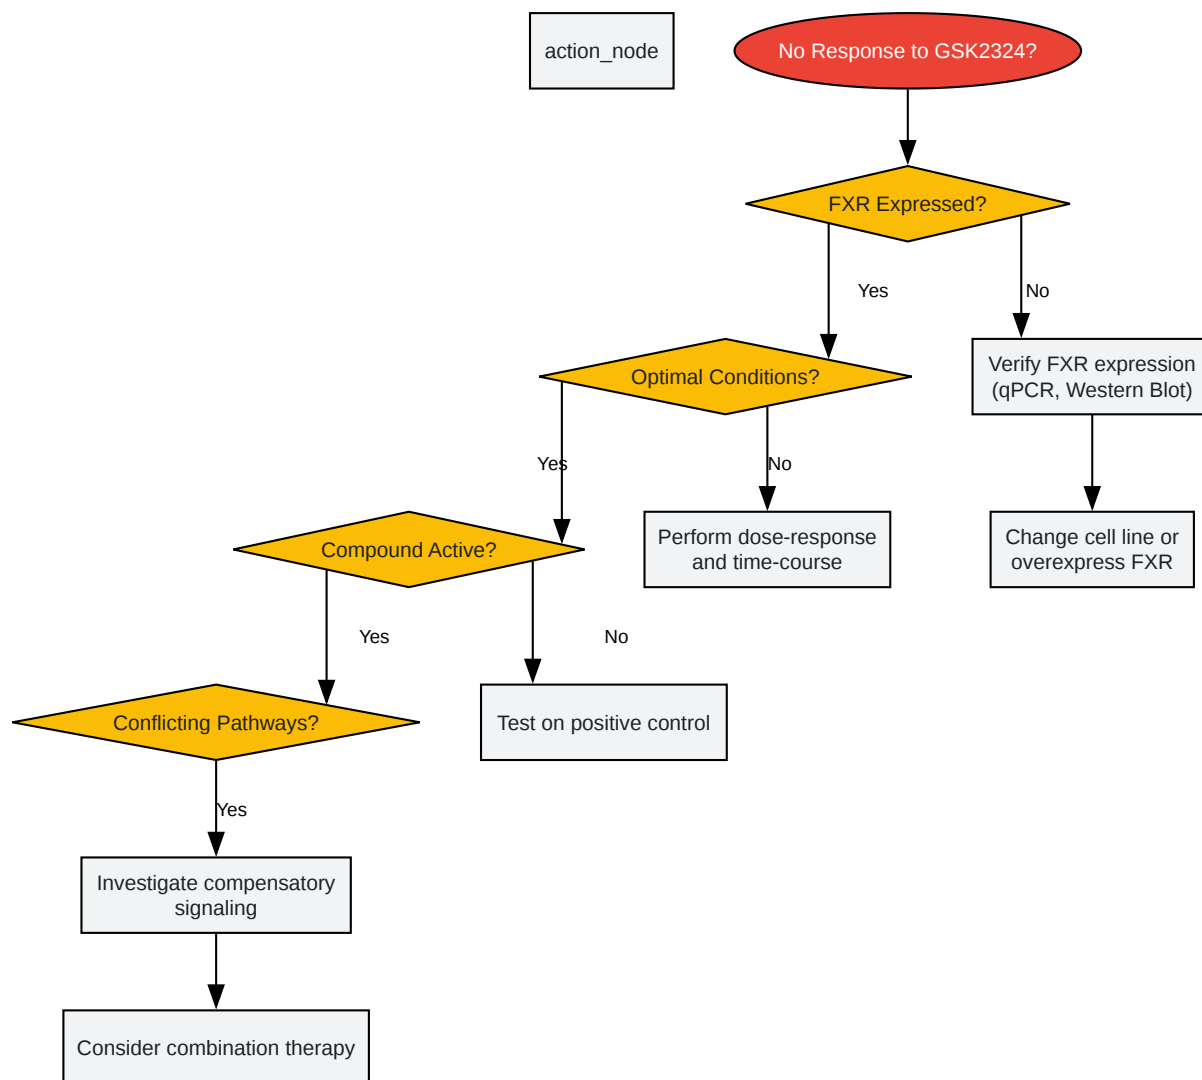 action_node
No Response to GSK2324?
FXR Expressed?
Yes
No
Optimal Conditions?
Verify FXR expression
(qPCR, Western Blot)
Yes
No
Compound Active?
Perform dose-response
and time-course
Change cell line or
overexpress FXR
Yes
No
Conflicting Pathways?
Test on positive control
Yes
Investigate compensatory
signaling
Consider combination therapy